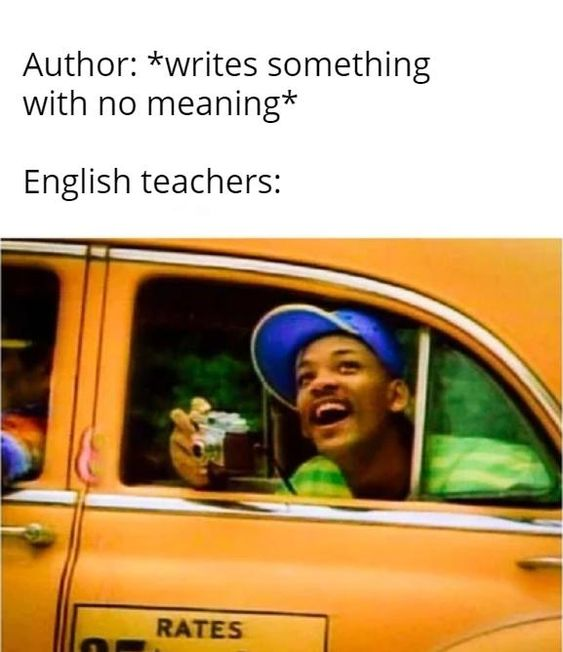 Author: *writes something
with no meaning*
English teachers:
RATES